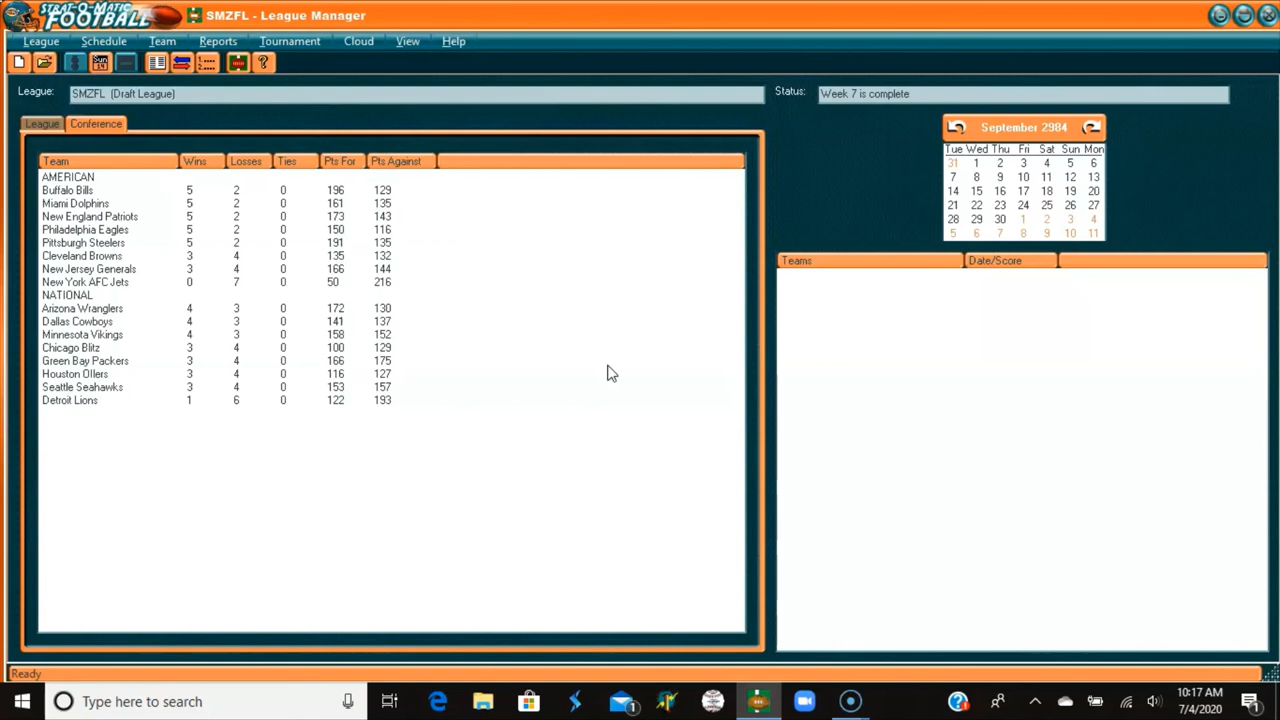 STRAT-O-MATIC FOOTBALL SMZFL - League Manager
League Schedule Team Reports Tournament Cloud View Help
League: SMZFL (Draft League) Status: Week 7 is complete
League Conference
September 2984
Tue Wed Thu Fri Sat Sun Mon
31 1 2 3 4 5 6
7 8 9 10 11 12 13
14 15 16 17 18 19 20
21 22 23 24 25 26 27
28 29 30 1 2 3 4
5 6 7 8 9 10 11
Team Wins Losses Ties Pts For Pts Against
AMERICAN
Buffalo Bills 5 2 0 196 129
Miami Dolphins 5 2 0 161 135
New England Patriots 5 2 0 173 143
Philadelphia Eagles 5 2 0 150 116
Pittsburgh Steelers 5 2 0 191 135
Cleveland Browns 3 4 0 135 132
New Jersey Generals 3 4 0 166 144
New York AFC Jets 0 7 0 50 216
NATIONAL
Arizona Wranglers 4 3 0 172 130
Dallas Cowboys 4 3 0 141 137
Minnesota Vikings 4 3 0 158 152
Chicago Blitz 3 4 0 100 129
Green Bay Packers 3 4 0 166 175
Houston OIlers 3 4 0 116 127
Seattle Seahawks 3 4 0 153 157
Detroit Lions 1 6 0 122 193
Teams Date/Score
Ready
Type here to search
1
10:17 AM
7/4/2020
1